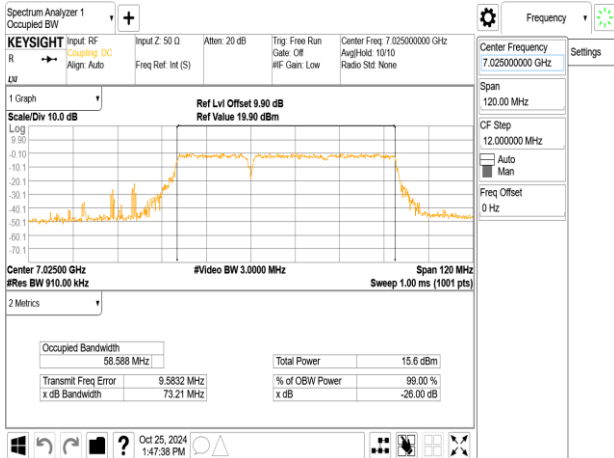 Spectrum Analyzer 1
Occupied BW
Frequency
KEYSIGHT
Input: RF
Coupling: DC
Align: Auto
Input Z: 50 Ω
Freq Ref: Int (S)
Atten: 20 dB
Trig: Free Run
Gate: Off
#IF Gain: Low
Center Freq: 7.025000000 GHz
Avg|Hold: 10/10
Radio Std: None
R
LXI
1 Graph
Scale/Div 10.0 dB
Ref Lvl Offset 9.90 dB
Ref Value 19.90 dBm
Log
9.90
-0.10
-10.1
-20.1
-30.1
-40.1
-50.1
-60.1
-70.1
Center 7.02500 GHz
#Video BW 3.0000 MHz
Span 120 MHz
#Res BW 910.00 kHz
Sweep 1.00 ms (1001 pts)
2 Metrics
Occupied Bandwidth
58.588 MHz
Total Power 15.6 dBm
Transmit Freq Error 9.5832 MHz
% of OBW Power 99.00 %
x dB Bandwidth 73.21 MHz
x dB -26.00 dB
Oct 25, 2024
1:47:38 PM
Center Frequency
7.025000000 GHz
Settings
Span
120.00 MHz
CF Step
12.000000 MHz
Auto
Man
Freq Offset
0 Hz